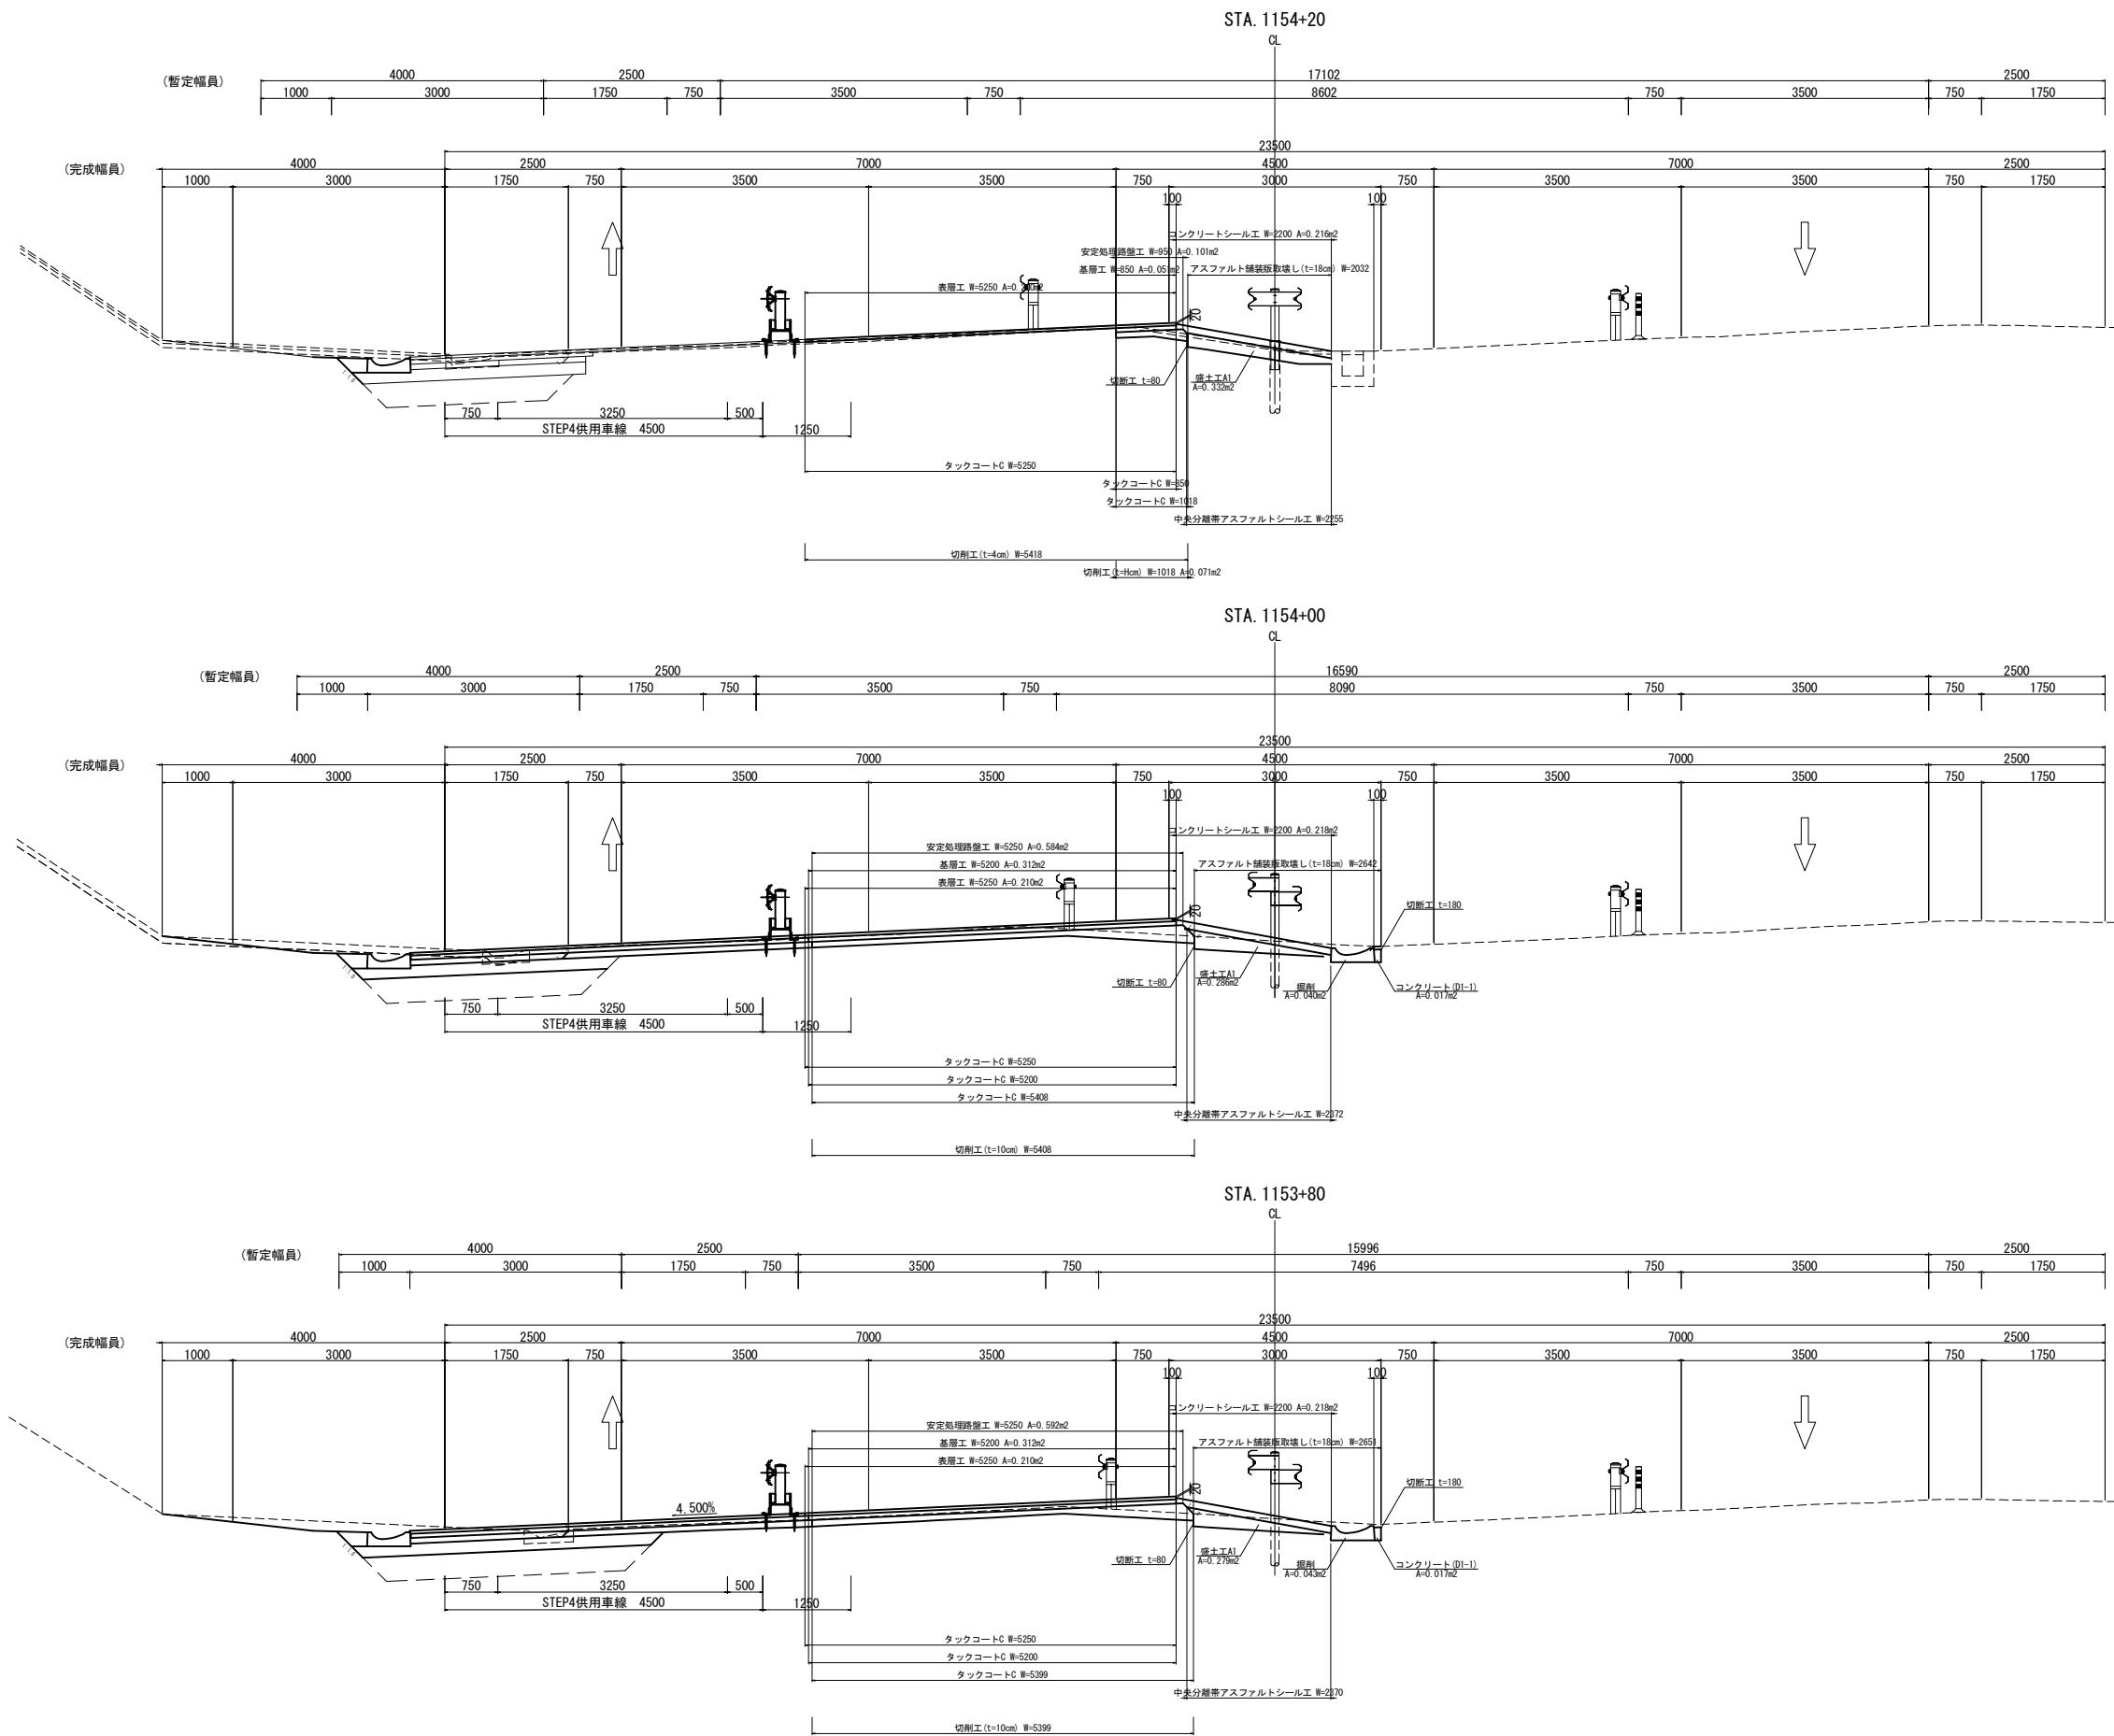 STA.1154+20
CL
(暫定幅員)
4000 2500 17102 2500
1000 3000 1750 750 3500 750 8602 750 3500 750 1750
23500
(完成幅員)
4000 2500 7000 4500 7000 2500
1000 3000 1750 750 3500 3500 750 3000 750 3500 3500 750 1750
100 100
コンクリートシール工 W=2200 A=0.216m2
安定処理路盤工 W=950 A=0.101m2
基層工 W=850 A=0.051m2
アスファルト舗装版取壊し(t=18cm) W=2032
表層工 W=5250
20
切断工 t=80
盛土工A1
A=0.332m2
750 3250 500
STEP4供用車線 4500 1250
タックコートC W=5250
タックコートC W=850
タックコートC W=1018
中央分離帯アスファルトシール工 W=2255
切削工(t=4cm) W=5418
切削工(t=Hcm) W=1018 A=0.071m2
STA.1154+00
CL
(暫定幅員)
4000 2500 16590 2500
1000 3000 1750 750 3500 750 8090 750 3500 750 1750
23500
(完成幅員)
4000 2500 7000 4500 7000 2500
1000 3000 1750 750 3500 3500 750 3000 750 3500 3500 750 1750
100 100
コンクリートシール工 W=2200 A=0.218m2
安定処理路盤工 W=5250 A=0.584m2
基層工 W=5200 A=0.312m2
アスファルト舗装版取壊し(t=18cm) W=2642
表層工 W=5250 A=0.210m2
20
切断工 t=180
切断工 t=80
盛土工A1
A=0.286m2
掘削
A=0.040m2
コンクリート(D1-1)
A=0.017m2
750 3250 500
STEP4供用車線 4500 1250
タックコートC W=5250
タックコートC W=5200
タックコートC W=5408
中央分離帯アスファルトシール工 W=2372
切削工(t=10cm) W=5408
STA.1153+80
CL
(暫定幅員)
4000 2500 15996 2500
1000 3000 1750 750 3500 750 7496 750 3500 750 1750
23500
(完成幅員)
4000 2500 7000 4500 7000 2500
1000 3000 1750 750 3500 3500 750 3000 750 3500 3500 750 1750
100 100
コンクリートシール工 W=2200 A=0.218m2
安定処理路盤工 W=5250 A=0.592m2
基層工 W=5200 A=0.312m2
アスファルト舗装版取壊し(t=18cm) W=2651
表層工 W=5250 A=0.210m2
20
切断工 t=180
4.500%
切断工 t=80
盛土工A1
A=0.279m2
掘削
A=0.043m2
コンクリート(D1-1)
A=0.017m2
750 3250 500
STEP4供用車線 4500 1250
タックコートC W=5250
タックコートC W=5200
タックコートC W=5399
中央分離帯アスファルトシール工 W=2370
切削工(t=10cm) W=5399